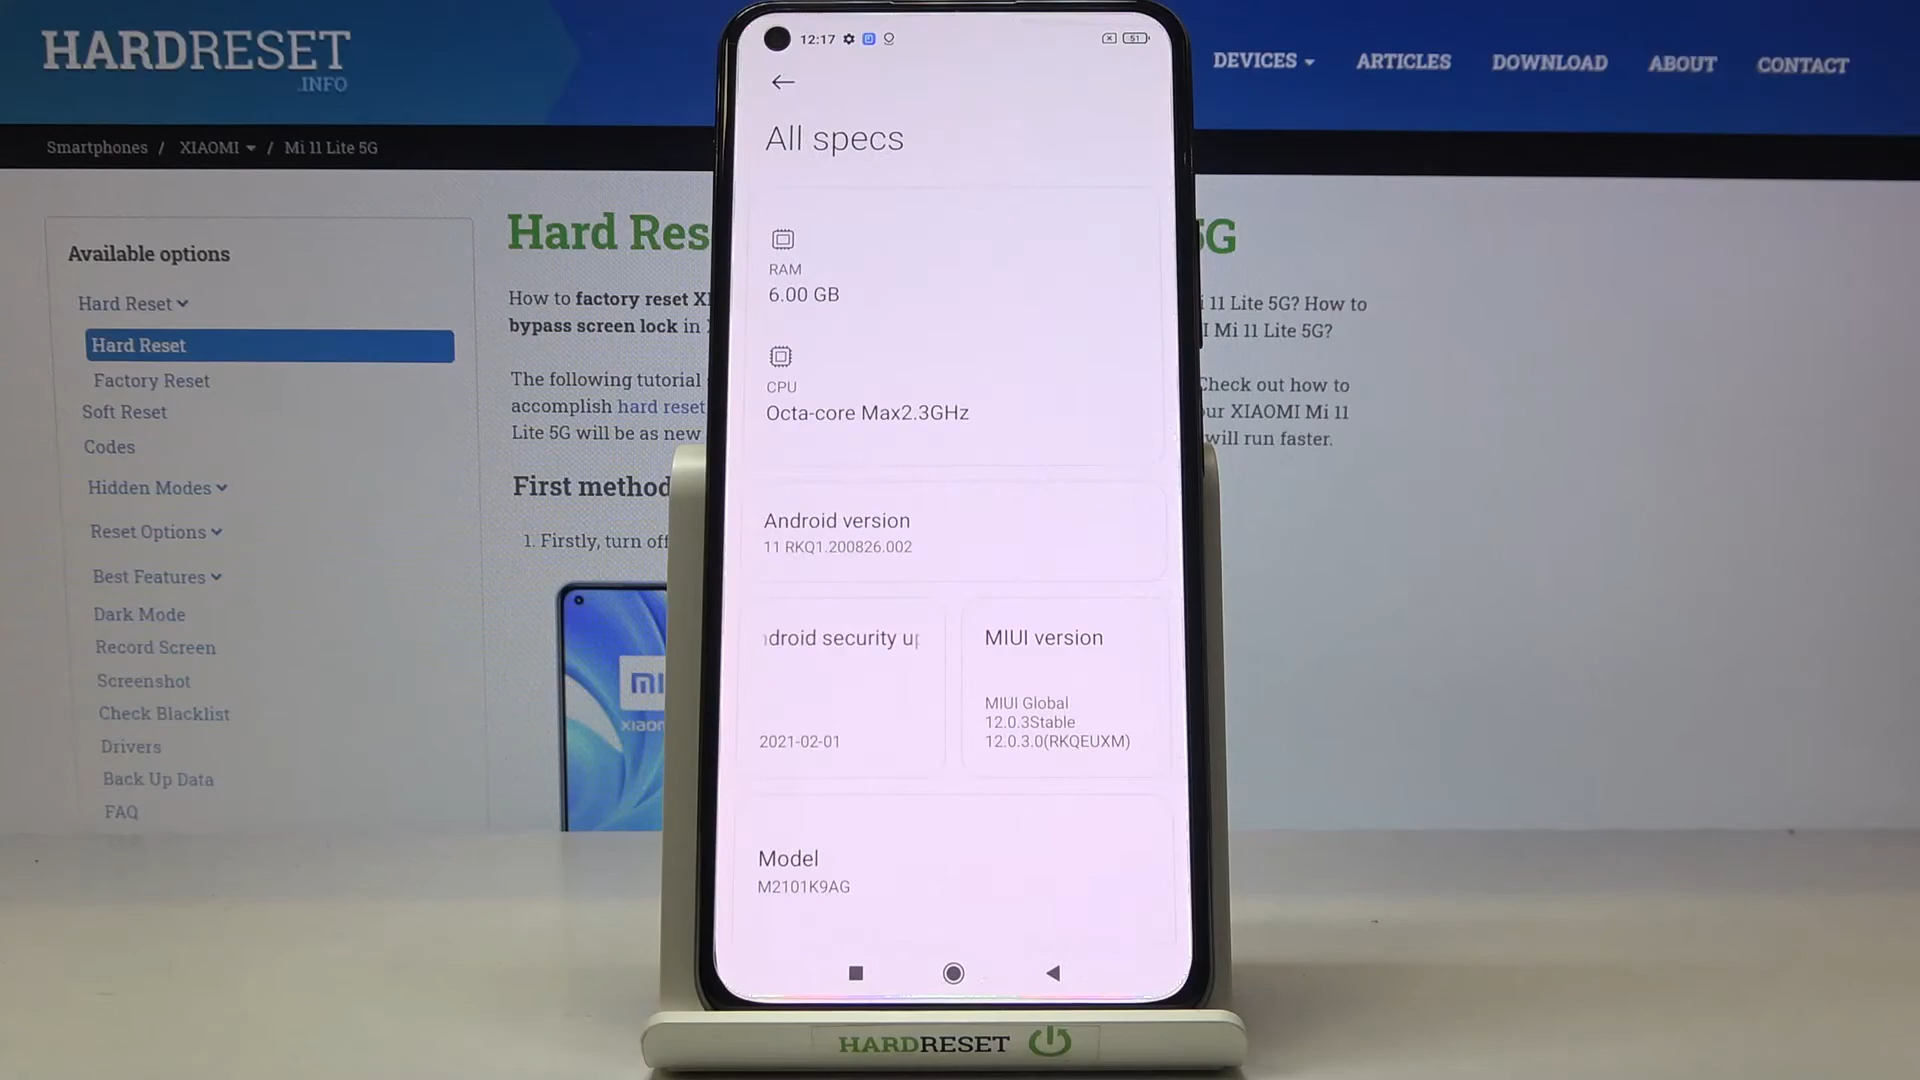 HARDRESET
.INFO
DEVICES
ARTICLES
DOWNLOAD
ABOUT
CONTACT
Smartphones / XIAOMI / Mi 11 Lite 5G
Available options
Hard Reset
Hard Reset
Factory Reset
Soft Reset
Codes
Hidden Modes
Reset Options
Best Features
Dark Mode
Record Screen
Screenshot
Check Blacklist
Drivers
Back Up Data
FAQ
Hard Res
5G
How to factory reset XI
bypass screen lock in
i 11 Lite 5G? How to
I Mi 11 Lite 5G?
The following tutorial
accomplish hard reset
Lite 5G will be as new
Check out how to
ur XIAOMI Mi 11
will run faster.
First method
1. Firstly, turn off
MI
12:17
51
All specs
RAM
6.00 GB
CPU
Octa-core Max2.3GHz
Android version
11 RKQ1.200826.002
droid security up
2021-02-01
MIUI version
MIUI Global
12.0.3Stable
12.0.3.0(RKQEUXM)
Model
M2101K9AG
HARDRESET